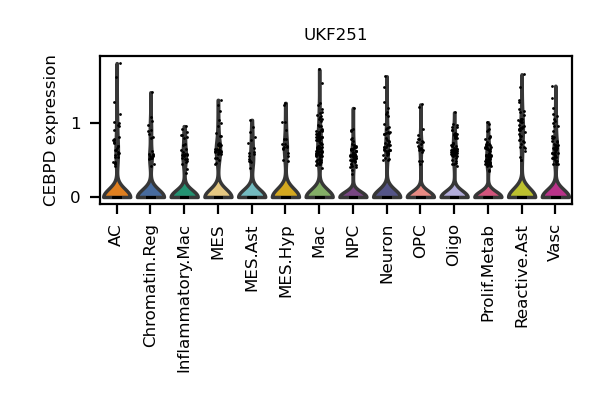 UKF251
CEBPD expression
1
0
AC
Chromatin.Reg
Inflammatory.Mac
MES
MES.Ast
MES.Hyp
Mac
NPC
Neuron
OPC
Oligo
Prolif.Metab
Reactive.Ast
Vasc